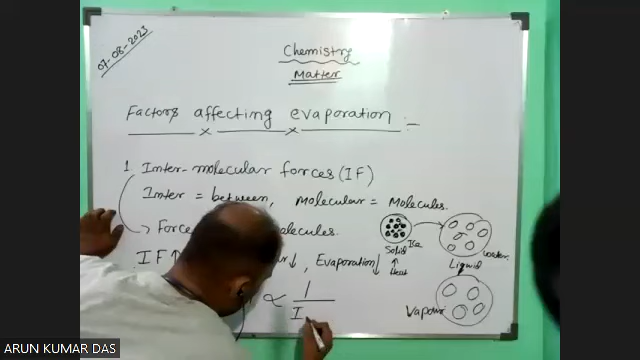 07-08-2023
Chemistry
Matter
Factors affecting evaporation :-
1. Inter-molecular forces (IF)
Inter = between, Molecular = Molecules.
Force molecules.
IF ↑ ↓, Evaporation ↓
∝ 1
I
Solid
Ice
Heat
water
Liquid
Vapour
ARUN KUMAR DAS